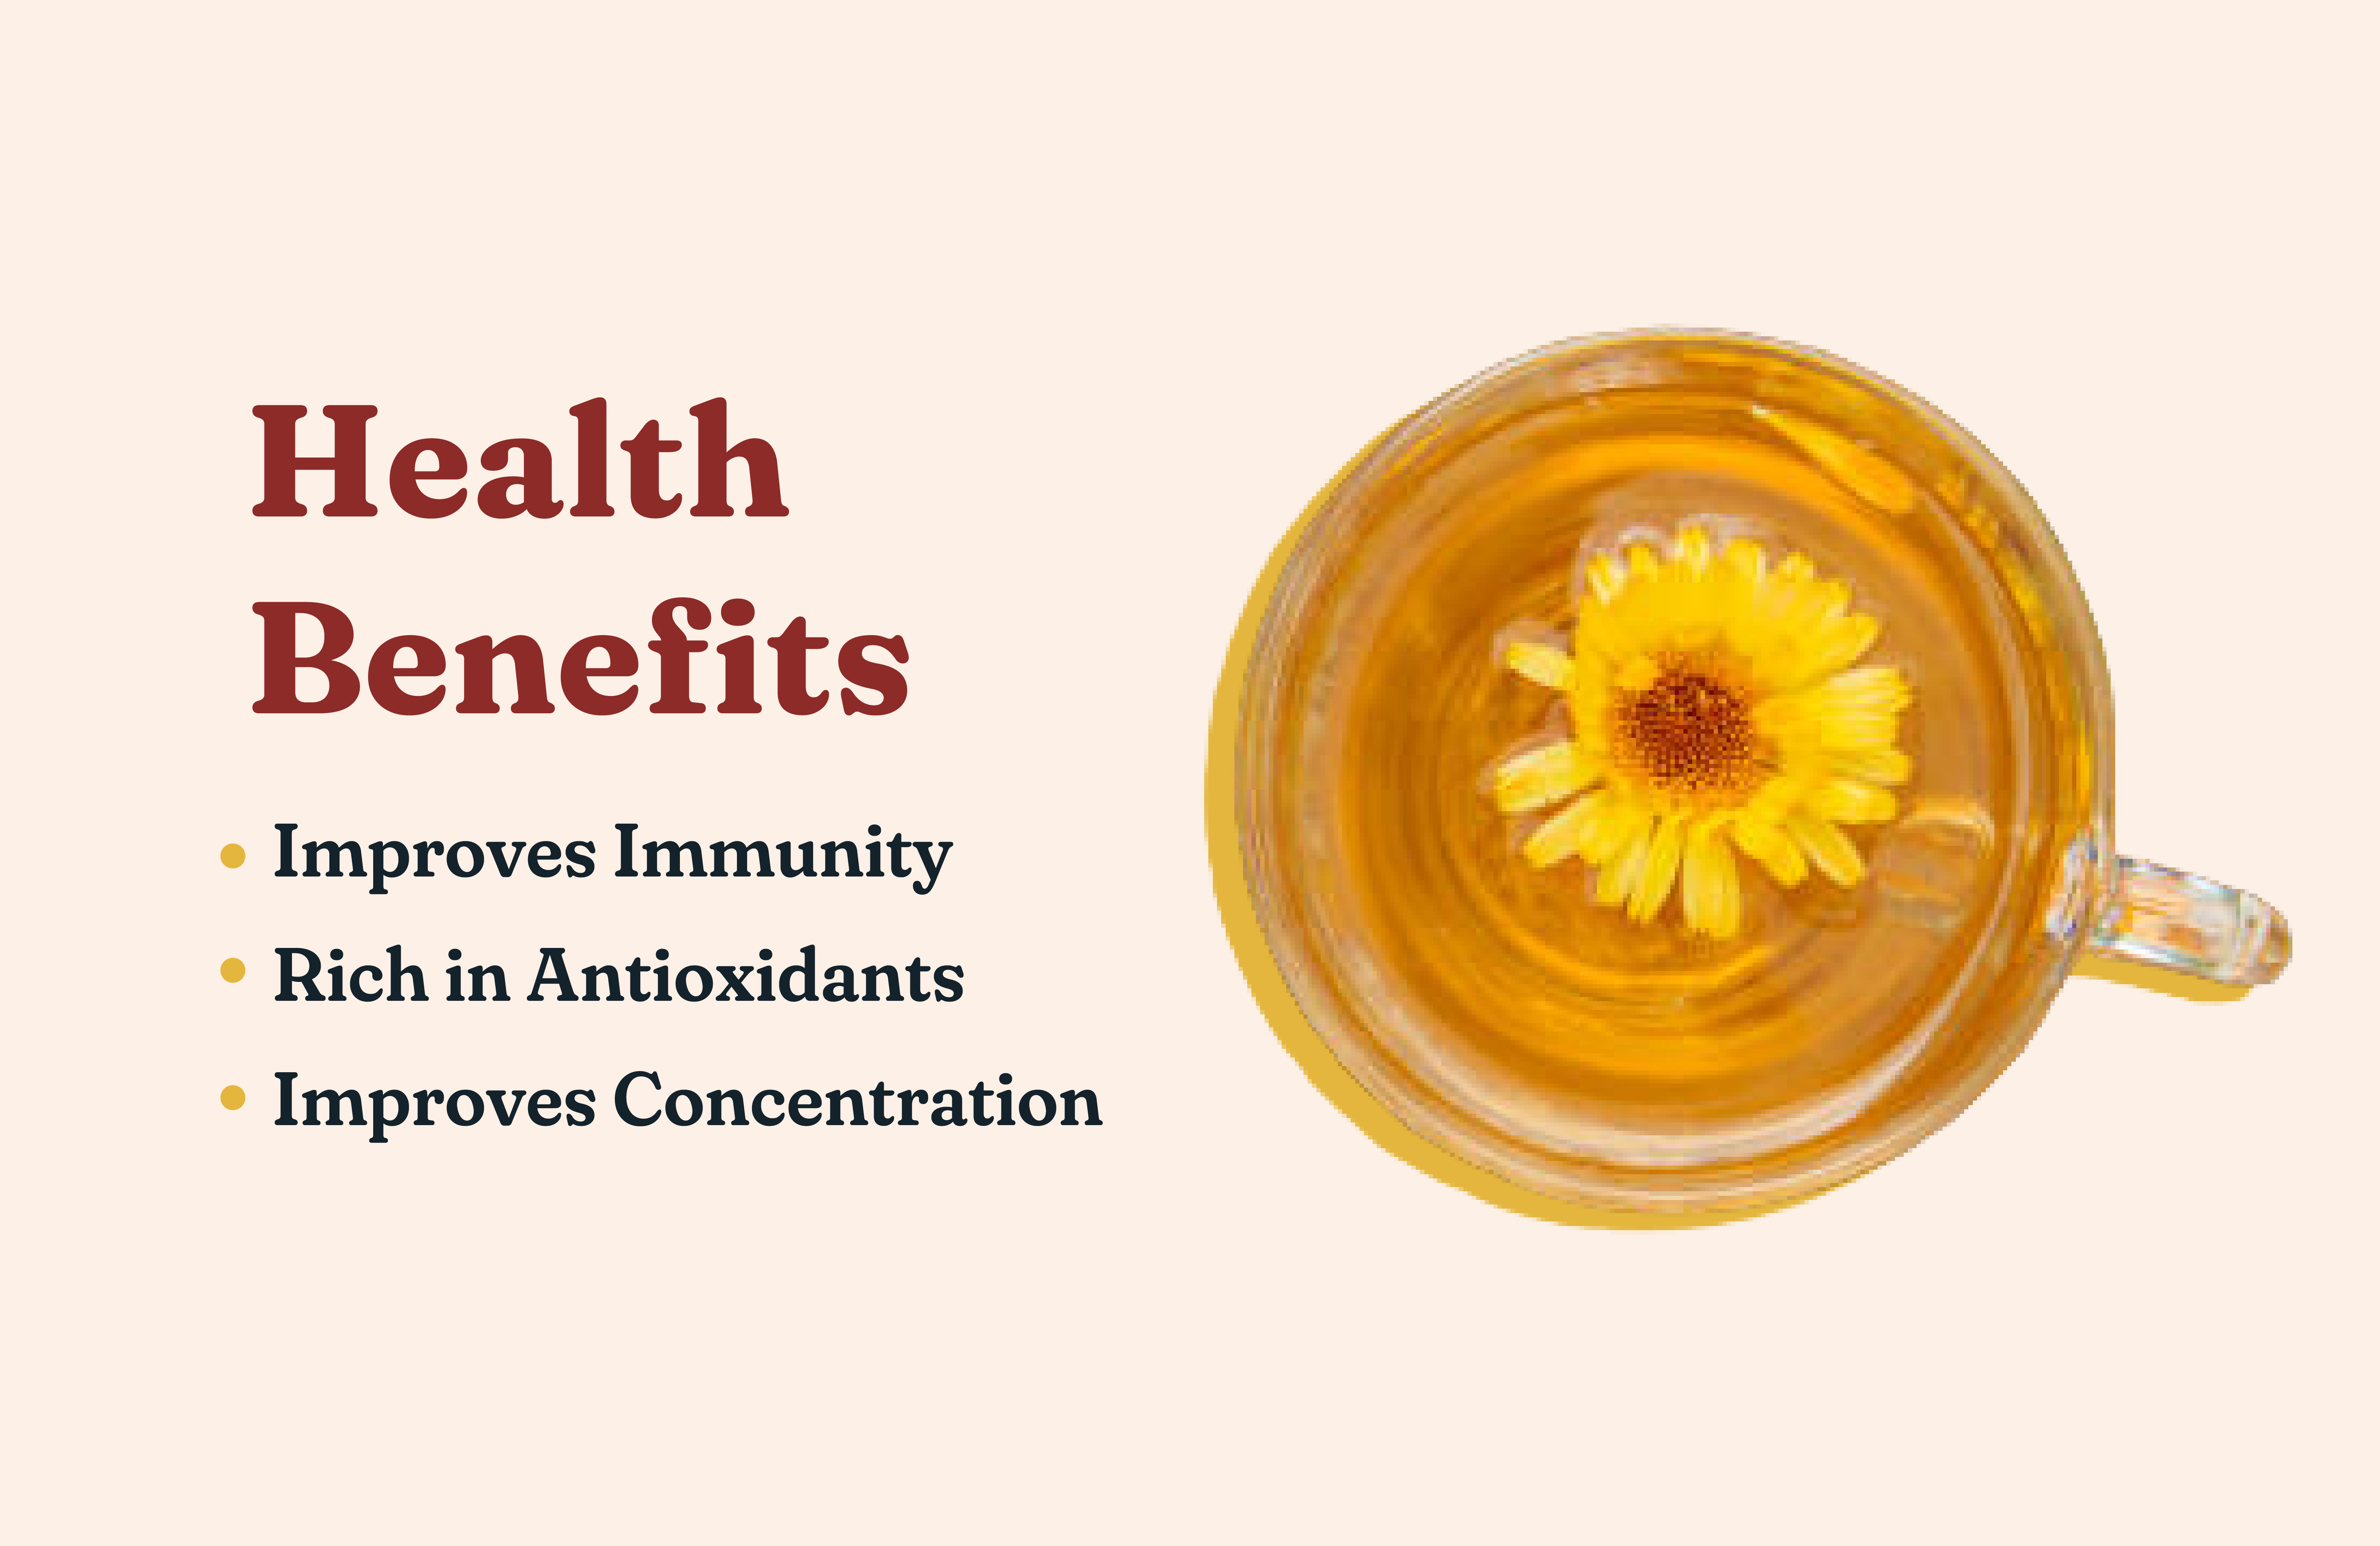 Health
Benefits
Improves Immunity
Rich in Antioxidants
Improves Concentration